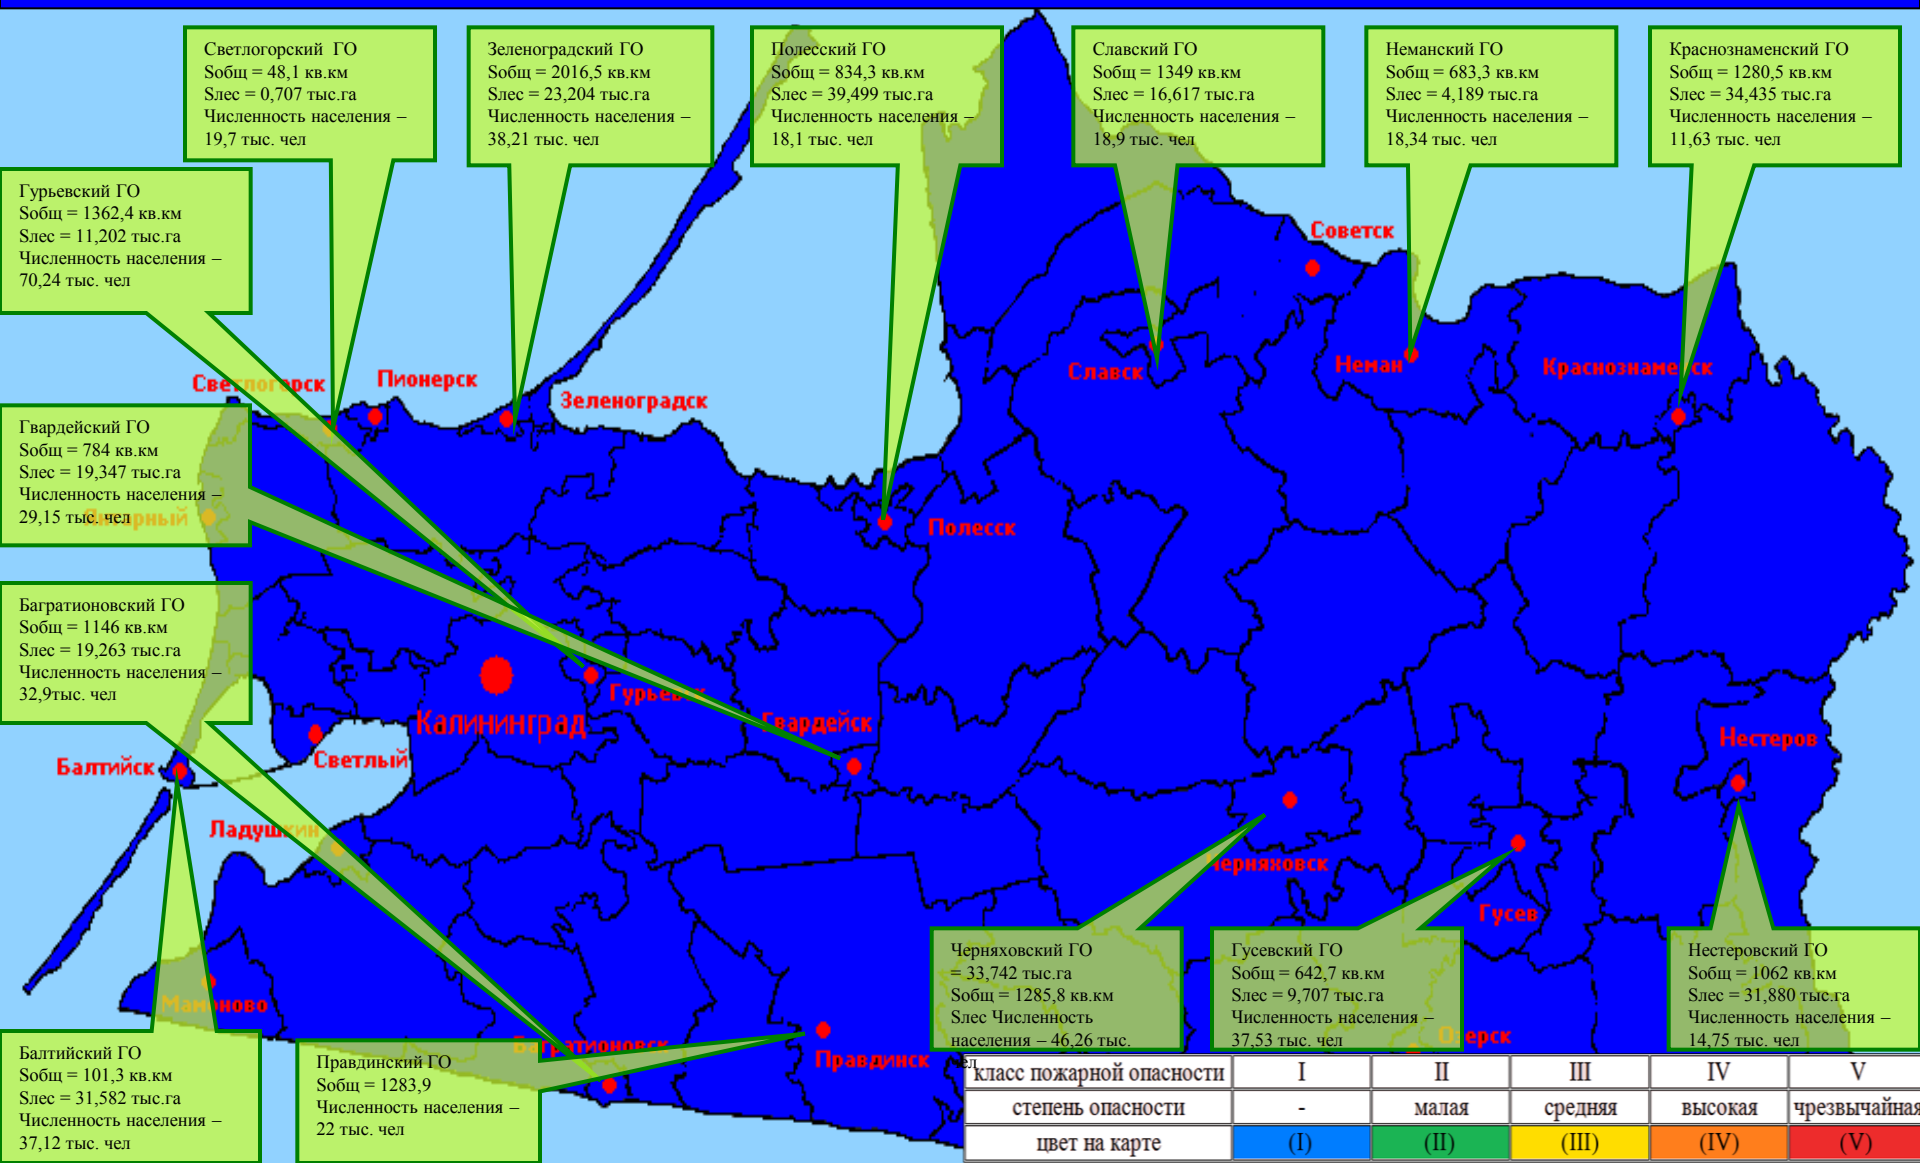 Светлогорский ГО
Sобщ = 48,1 кв.км
Sлес = 0,707 тыс.га
Численность населения –
19,7 тыс. чел
Зеленоградский ГО
Sобщ = 2016,5 кв.км
Sлес = 23,204 тыс.га
Численность населения –
38,21 тыс. чел
Полесский ГО
Sобщ = 834,3 кв.км
Sлес = 39,499 тыс.га
Численность населения –
18,1 тыс. чел
Славский ГО
Sобщ = 1349 кв.км
Sлес = 16,617 тыс.га
Численность населения –
18,9 тыс. чел
Неманский ГО
Sобщ = 683,3 кв.км
Sлес = 4,189 тыс.га
Численность населения –
18,34 тыс. чел
Краснознаменский ГО
Sобщ = 1280,5 кв.км
Sлес = 34,435 тыс.га
Численность населения –
11,63 тыс. чел
Гурьевский ГО
Sобщ = 1362,4 кв.км
Sлес = 11,202 тыс.га
Численность населения –
70,24 тыс. чел
Советск
Светлогорск
Пионерск
Зеленоградск
Славск
Неман
Краснознаменск
Гвардейский ГО
Sобщ = 784 кв.км
Sлес = 19,347 тыс.га
Численность населения –
29,15 тыс. чел
Янтарный
Полесск
Багратионовский ГО
Sобщ = 1146 кв.км
Sлес = 19,263 тыс.га
Численность населения –
32,9тыс. чел
Гурьевск
Калининград
Гвардейск
Нестеров
Балтийск
Светлый
Ладушкин
Черняховск
Гусев
Мамоново
Багратионовск
Правдинск
Озерск
Черняховский ГО
= 33,742 тыс.га
Sобщ = 1285,8 кв.км
Sлес Численность
населения – 46,26 тыс.
чел
Гусевский ГО
Sобщ = 642,7 кв.км
Sлес = 9,707 тыс.га
Численность населения –
37,53 тыс. чел
Нестеровский ГО
Sобщ = 1062 кв.км
Sлес = 31,880 тыс.га
Численность населения –
14,75 тыс. чел
Балтийский ГО
Sобщ = 101,3 кв.км
Sлес = 31,582 тыс.га
Численность населения –
37,12 тыс. чел
Правдинский ГО
Sобщ = 1283,9
Численность населения –
22 тыс. чел
класс пожарной опасности I II III IV V
степень опасности - малая средняя высокая чрезвычайная
цвет на карте (I) (II) (III) (IV) (V)